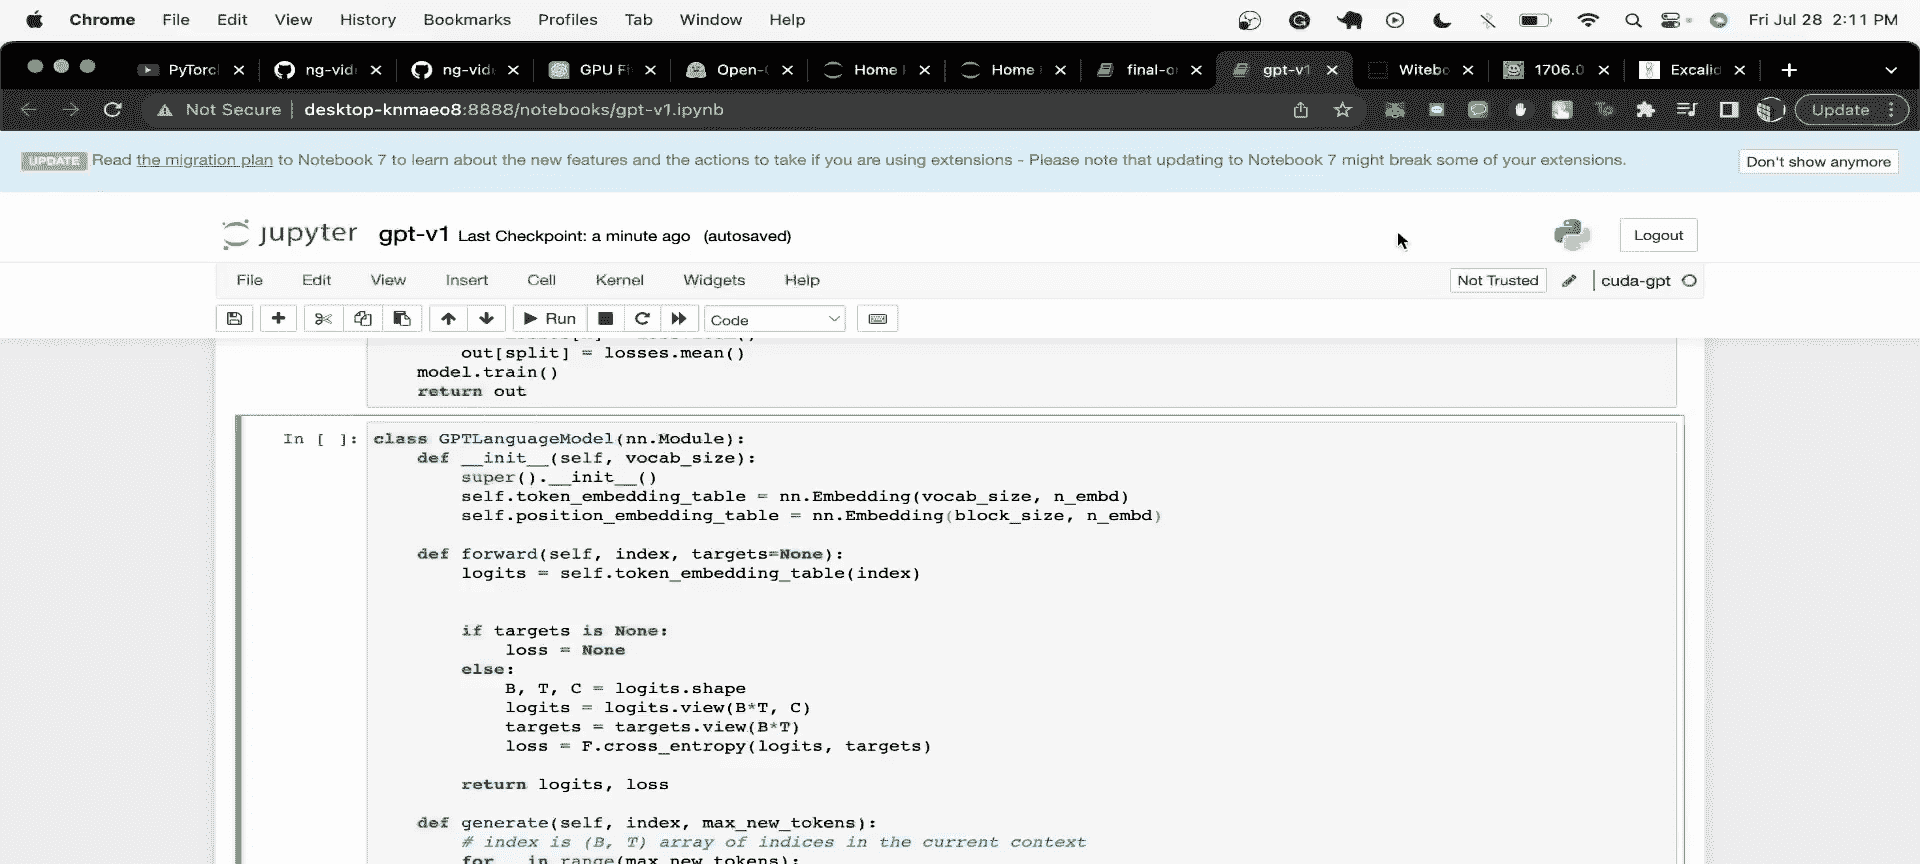 Chrome File Edit View History Bookmarks Profiles Tab Window Help Fri Jul 28 2:11 PM
PyTorc ng-vid ng-vid GPU Fi Open- Home Home final-o gpt-v1 Witebo 1706.0 Excalid
Not Secure desktop-knmaeo8:8888/notebooks/gpt-v1.ipynb Update
UPDATE Read the migration plan to Notebook 7 to learn about the new features and the actions to take if you are using extensions - Please note that updating to Notebook 7 might break some of your extensions. Don't show anymore
jupyter gpt-v1 Last Checkpoint: a minute ago (autosaved) Logout
File Edit View Insert Cell Kernel Widgets Help Not Trusted cuda-gpt
Run Code
out[split] = losses.mean()
model.train()
return out
In [ ]: class GPTLanguageModel(nn.Module):
def __init__(self, vocab_size):
super().__init__()
self.token_embedding_table = nn.Embedding(vocab_size, n_embd)
self.position_embedding_table = nn.Embedding(block_size, n_embd)
def forward(self, index, targets=None):
logits = self.token_embedding_table(index)
if targets is None:
loss = None
else:
B, T, C = logits.shape
logits = logits.view(B*T, C)
targets = targets.view(B*T)
loss = F.cross_entropy(logits, targets)
return logits, loss
def generate(self, index, max_new_tokens):
# index is (B, T) array of indices in the current context
for _ in range(max_new_tokens):